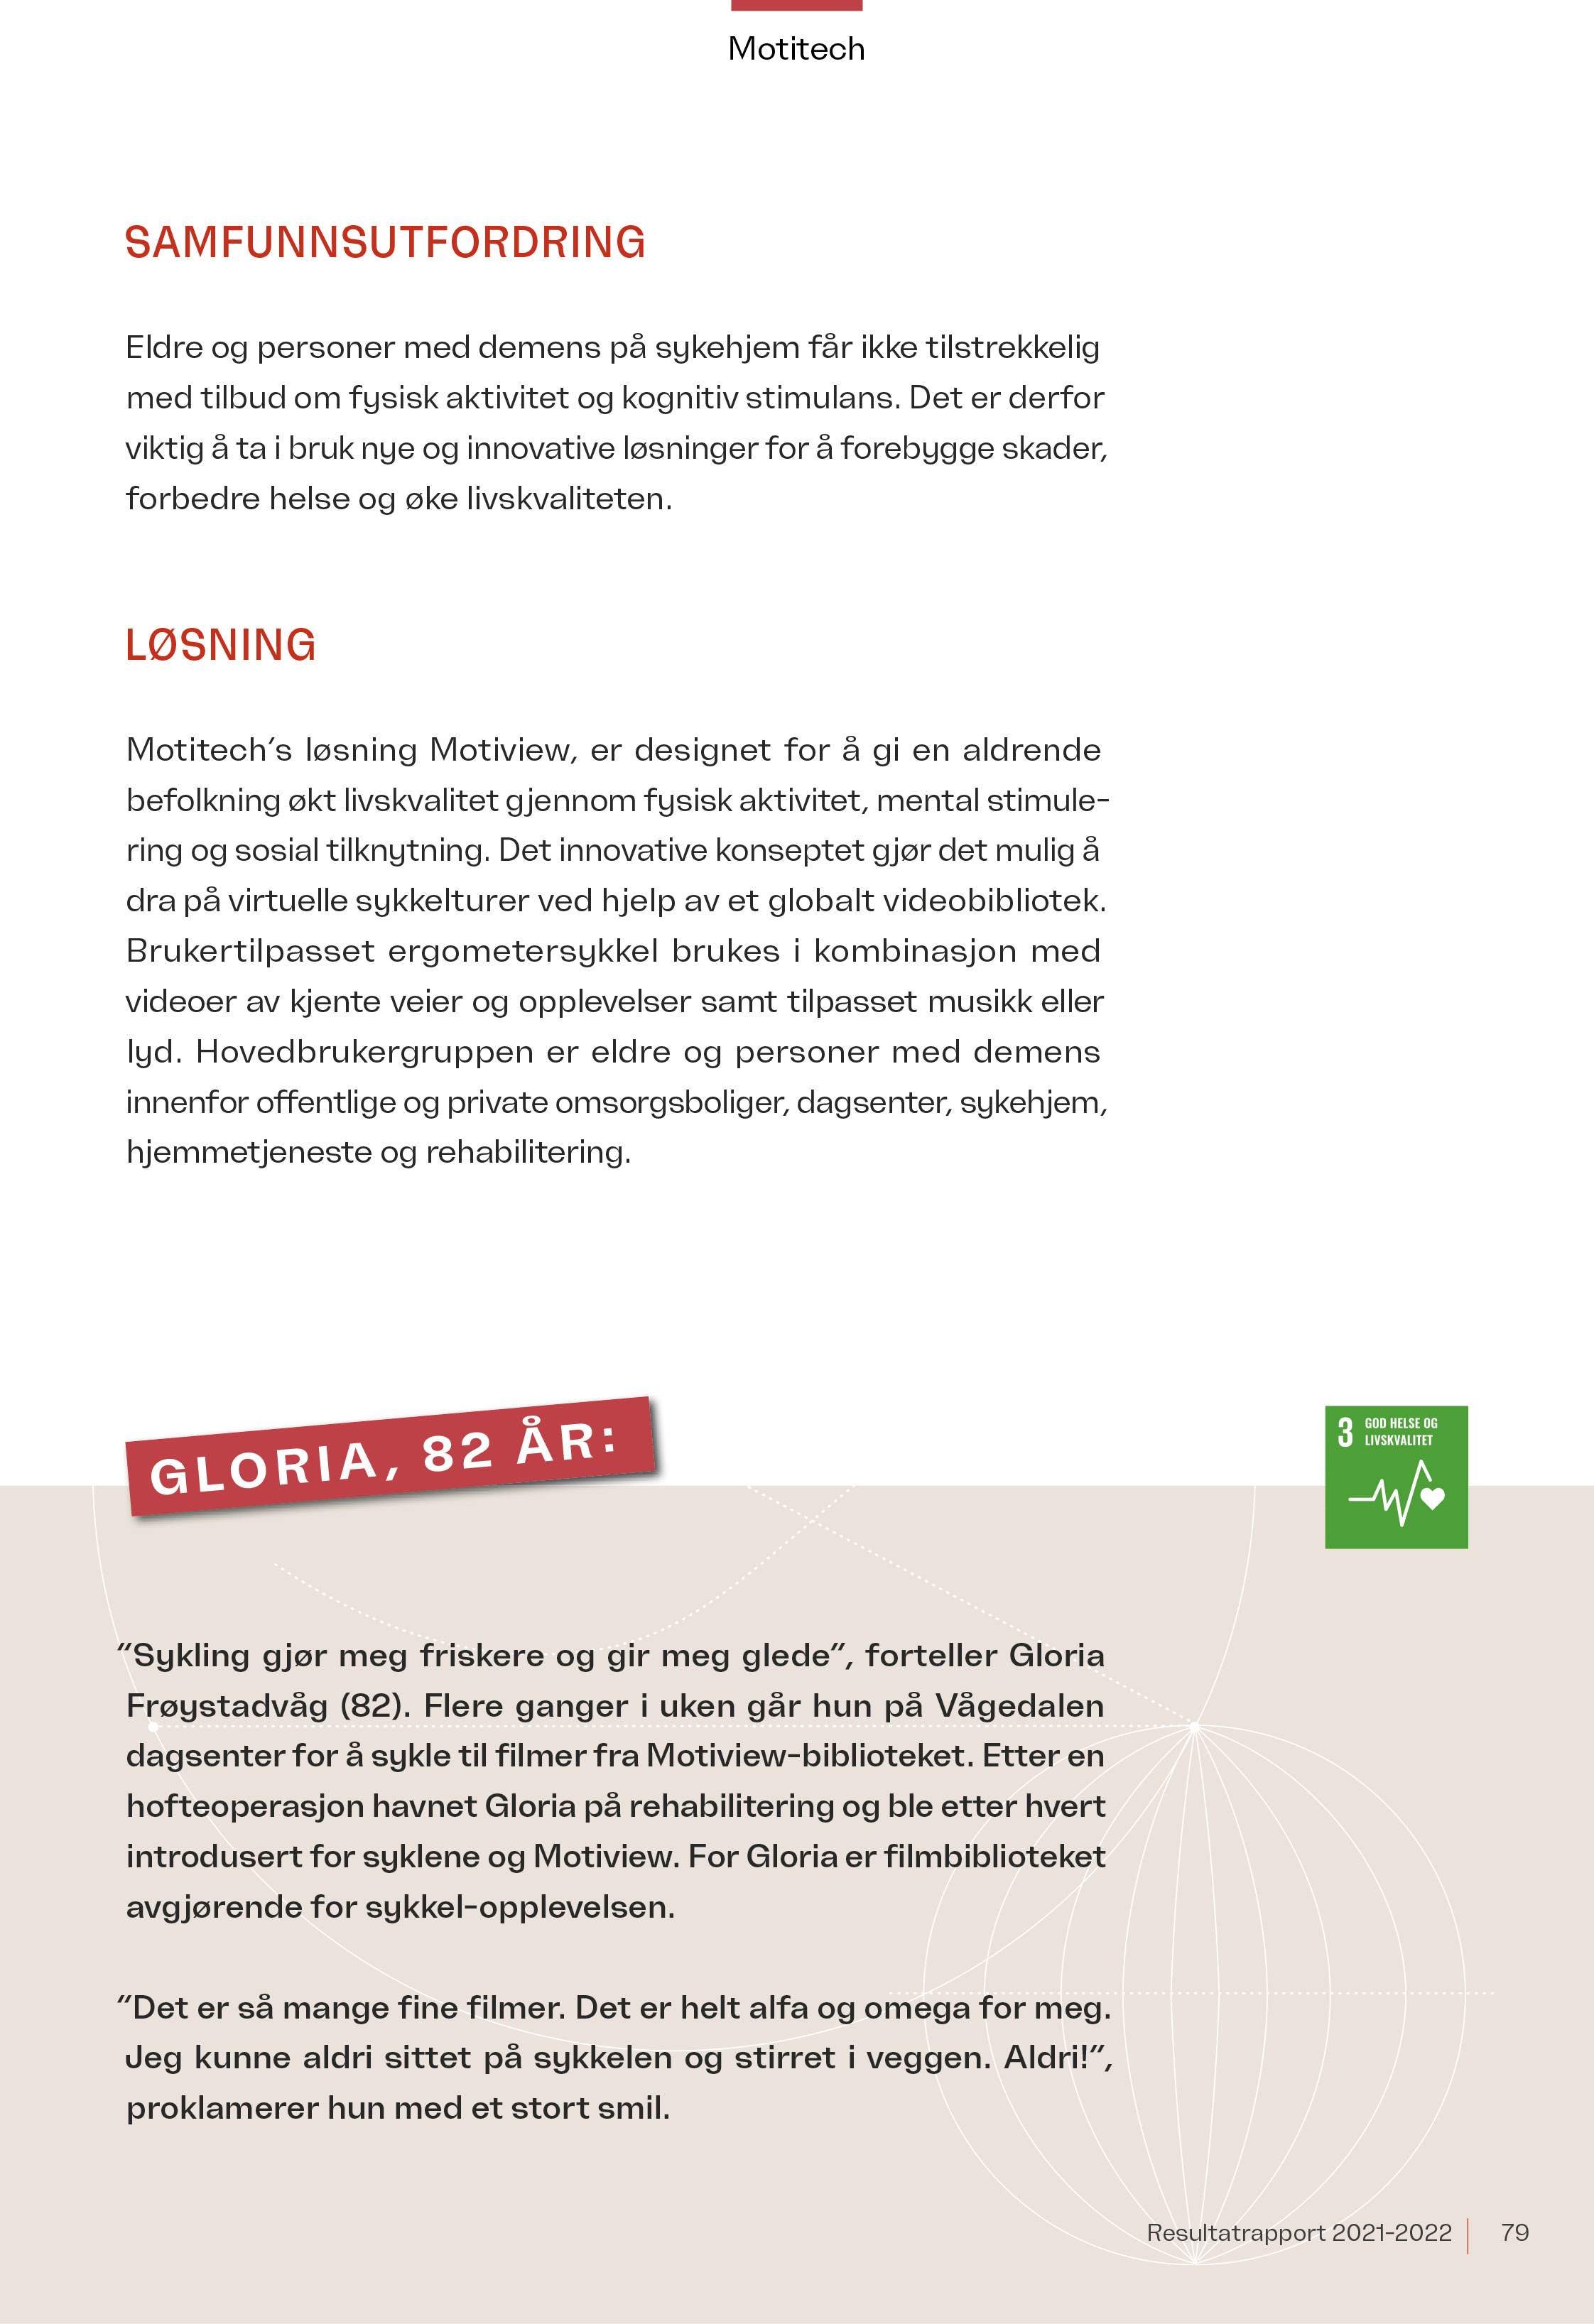 Motitech
SAMFUNNSUTFORDRING
Eldre og personer med demens på sykehjem får ikke tilstrekkelig
med tilbud om fysisk aktivitet og kognitiv stimulans. Det er derfor
viktig å ta i bruk nye og innovative løsninger for å forebygge skader,
forbedre helse og øke livskvaliteten.
LØSNING
Motitech’s løsning Motiview, er designet for å gi en aldrende
befolkning økt livskvalitet gjennom fysisk aktivitet, mental stimule-
ring og sosial tilknytning. Det innovative konseptet gjør det mulig å
dra på virtuelle sykkelturer ved hjelp av et globalt videobibliotek.
Brukertilpasset ergometersykkel brukes i kombinasjon med
videoer av kjente veier og opplevelser samt tilpasset musikk eller
lyd. Hovedbrukergruppen er eldre og personer med demens
innenfor offentlige og private omsorgsboliger, dagsenter, sykehjem,
hjemmetjeneste og rehabilitering.
GLORIA, 82 ÅR:
3 GOD HELSE OG
LIVSKVALITET
”Sykling gjør meg friskere og gir meg glede”, forteller Gloria
Frøystadvåg (82). Flere ganger i uken går hun på Vågedalen
dagsenter for å sykle til filmer fra Motiview-biblioteket. Etter en
hofteoperasjon havnet Gloria på rehabilitering og ble etter hvert
introdusert for syklene og Motiview. For Gloria er filmbiblioteket
avgjørende for sykkel-opplevelsen.
”Det er så mange fine filmer. Det er helt alfa og omega for meg.
Jeg kunne aldri sittet på sykkelen og stirret i veggen. Aldri!”,
proklamerer hun med et stort smil.
Resultatrapport 2021-2022 79